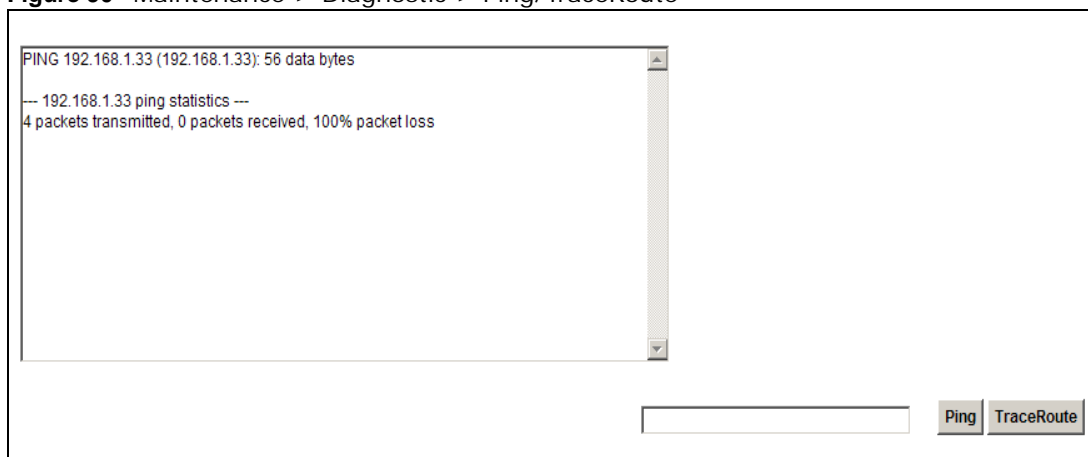 Maintenance > Diagnostic > Ping/TraceRoute
PING 192.168.1.33 (192.168.1.33): 56 data bytes
--- 192.168.1.33 ping statistics ---
4 packets transmitted, 0 packets received, 100% packet loss
Ping TraceRoute